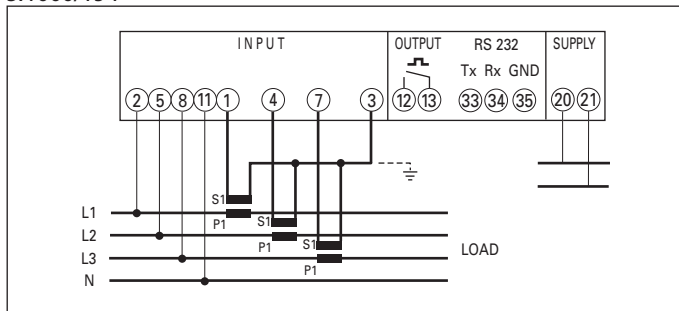 INPUT OUTPUT RS 232 SUPPLY
Tx Rx GND
2 5 8 11 1 4 7 3 12 13 33 34 35 20 21
S1
L1
P1
S1
L2
P1
S1
LOAD
L3
P1
N